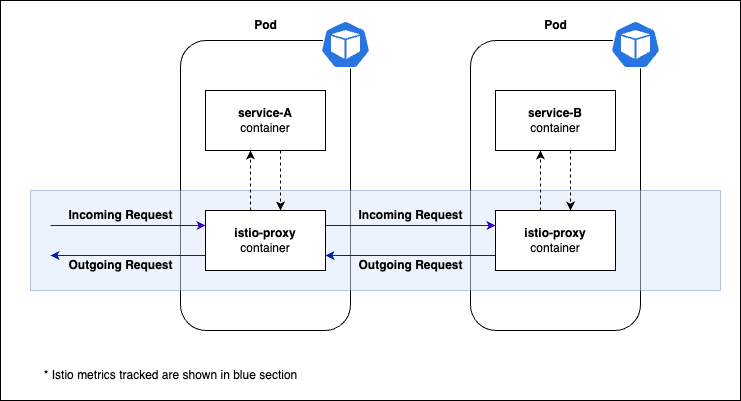 Pod
Pod
service-A
container
service-B
container
Incoming Request
Incoming Request
istio-proxy
container
istio-proxy
container
Outgoing Request
Outgoing Request
* Istio metrics tracked are shown in blue section